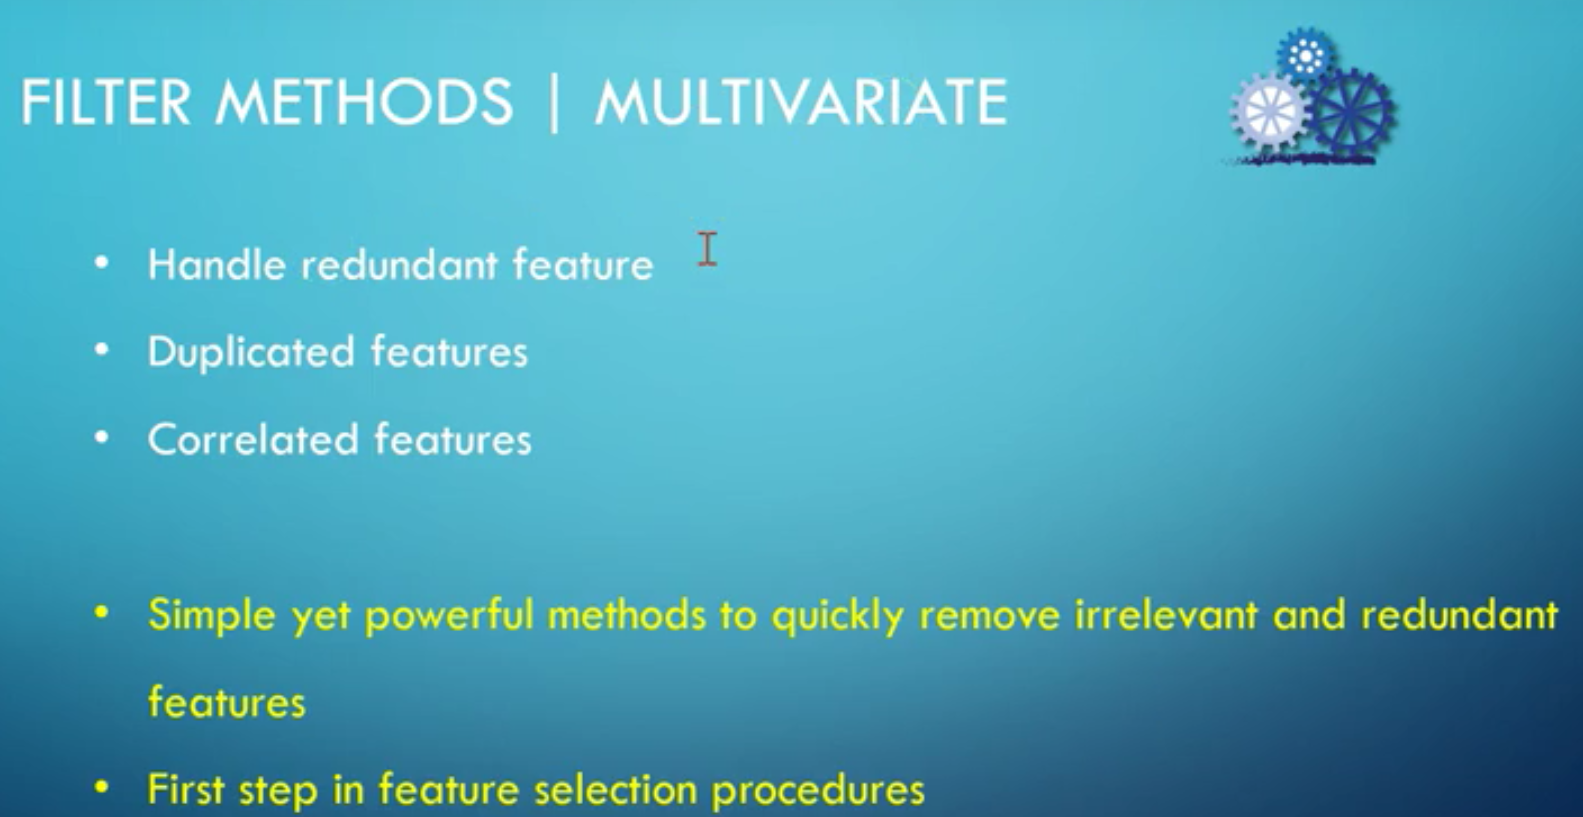 FILTER METHODS | MULTIVARIATE
• Handle redundant feature
• Duplicated features
• Correlated features
• Simple yet powerful methods to quickly remove irrelevant and redundant
features
• First step in feature selection procedures